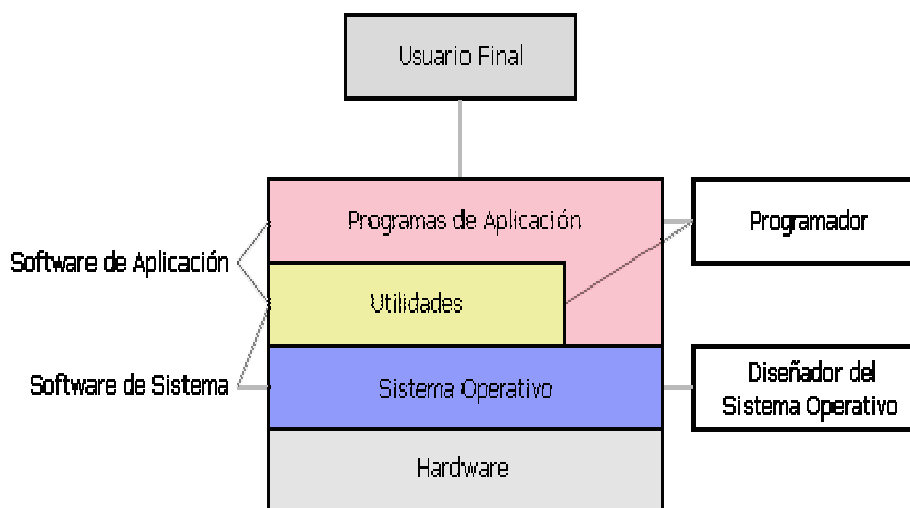 Usuario Final
Programas de Aplicación
Programador
Software de Aplicación
Utilidades
Software de Sistema
Sistema Operativo
Diseñador del
Sistema Operativo
Hardware